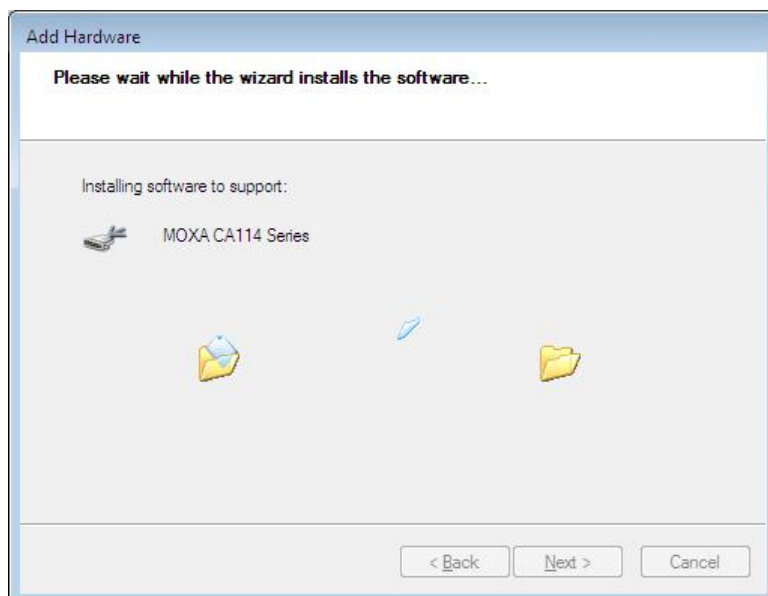 Add Hardware
Please wait while the wizard installs the software...
Installing software to support:
MOXA CA114 Series
< Back
Next >
Cancel